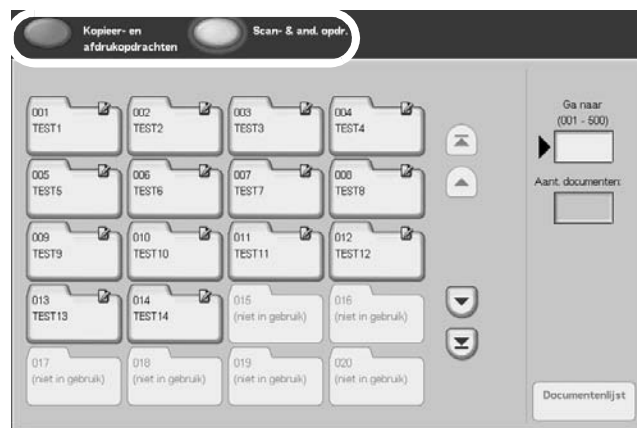 Kopieer- en
afdrukopdrachten
Scan- & and. opdr.
001
TEST1
002
TEST2
003
TEST3
004
TEST4
Ga naar
(001 - 500)
005
TEST5
006
TEST6
007
TEST7
008
TEST8
Aant. documenten:
009
TEST9
010
TEST10
011
TEST11
012
TEST12
013
TEST13
014
TEST14
015
(niet in gebruik)
016
(niet in gebruik)
017
(niet in gebruik)
018
(niet in gebruik)
019
(niet in gebruik)
020
(niet in gebruik)
Documentenlijst